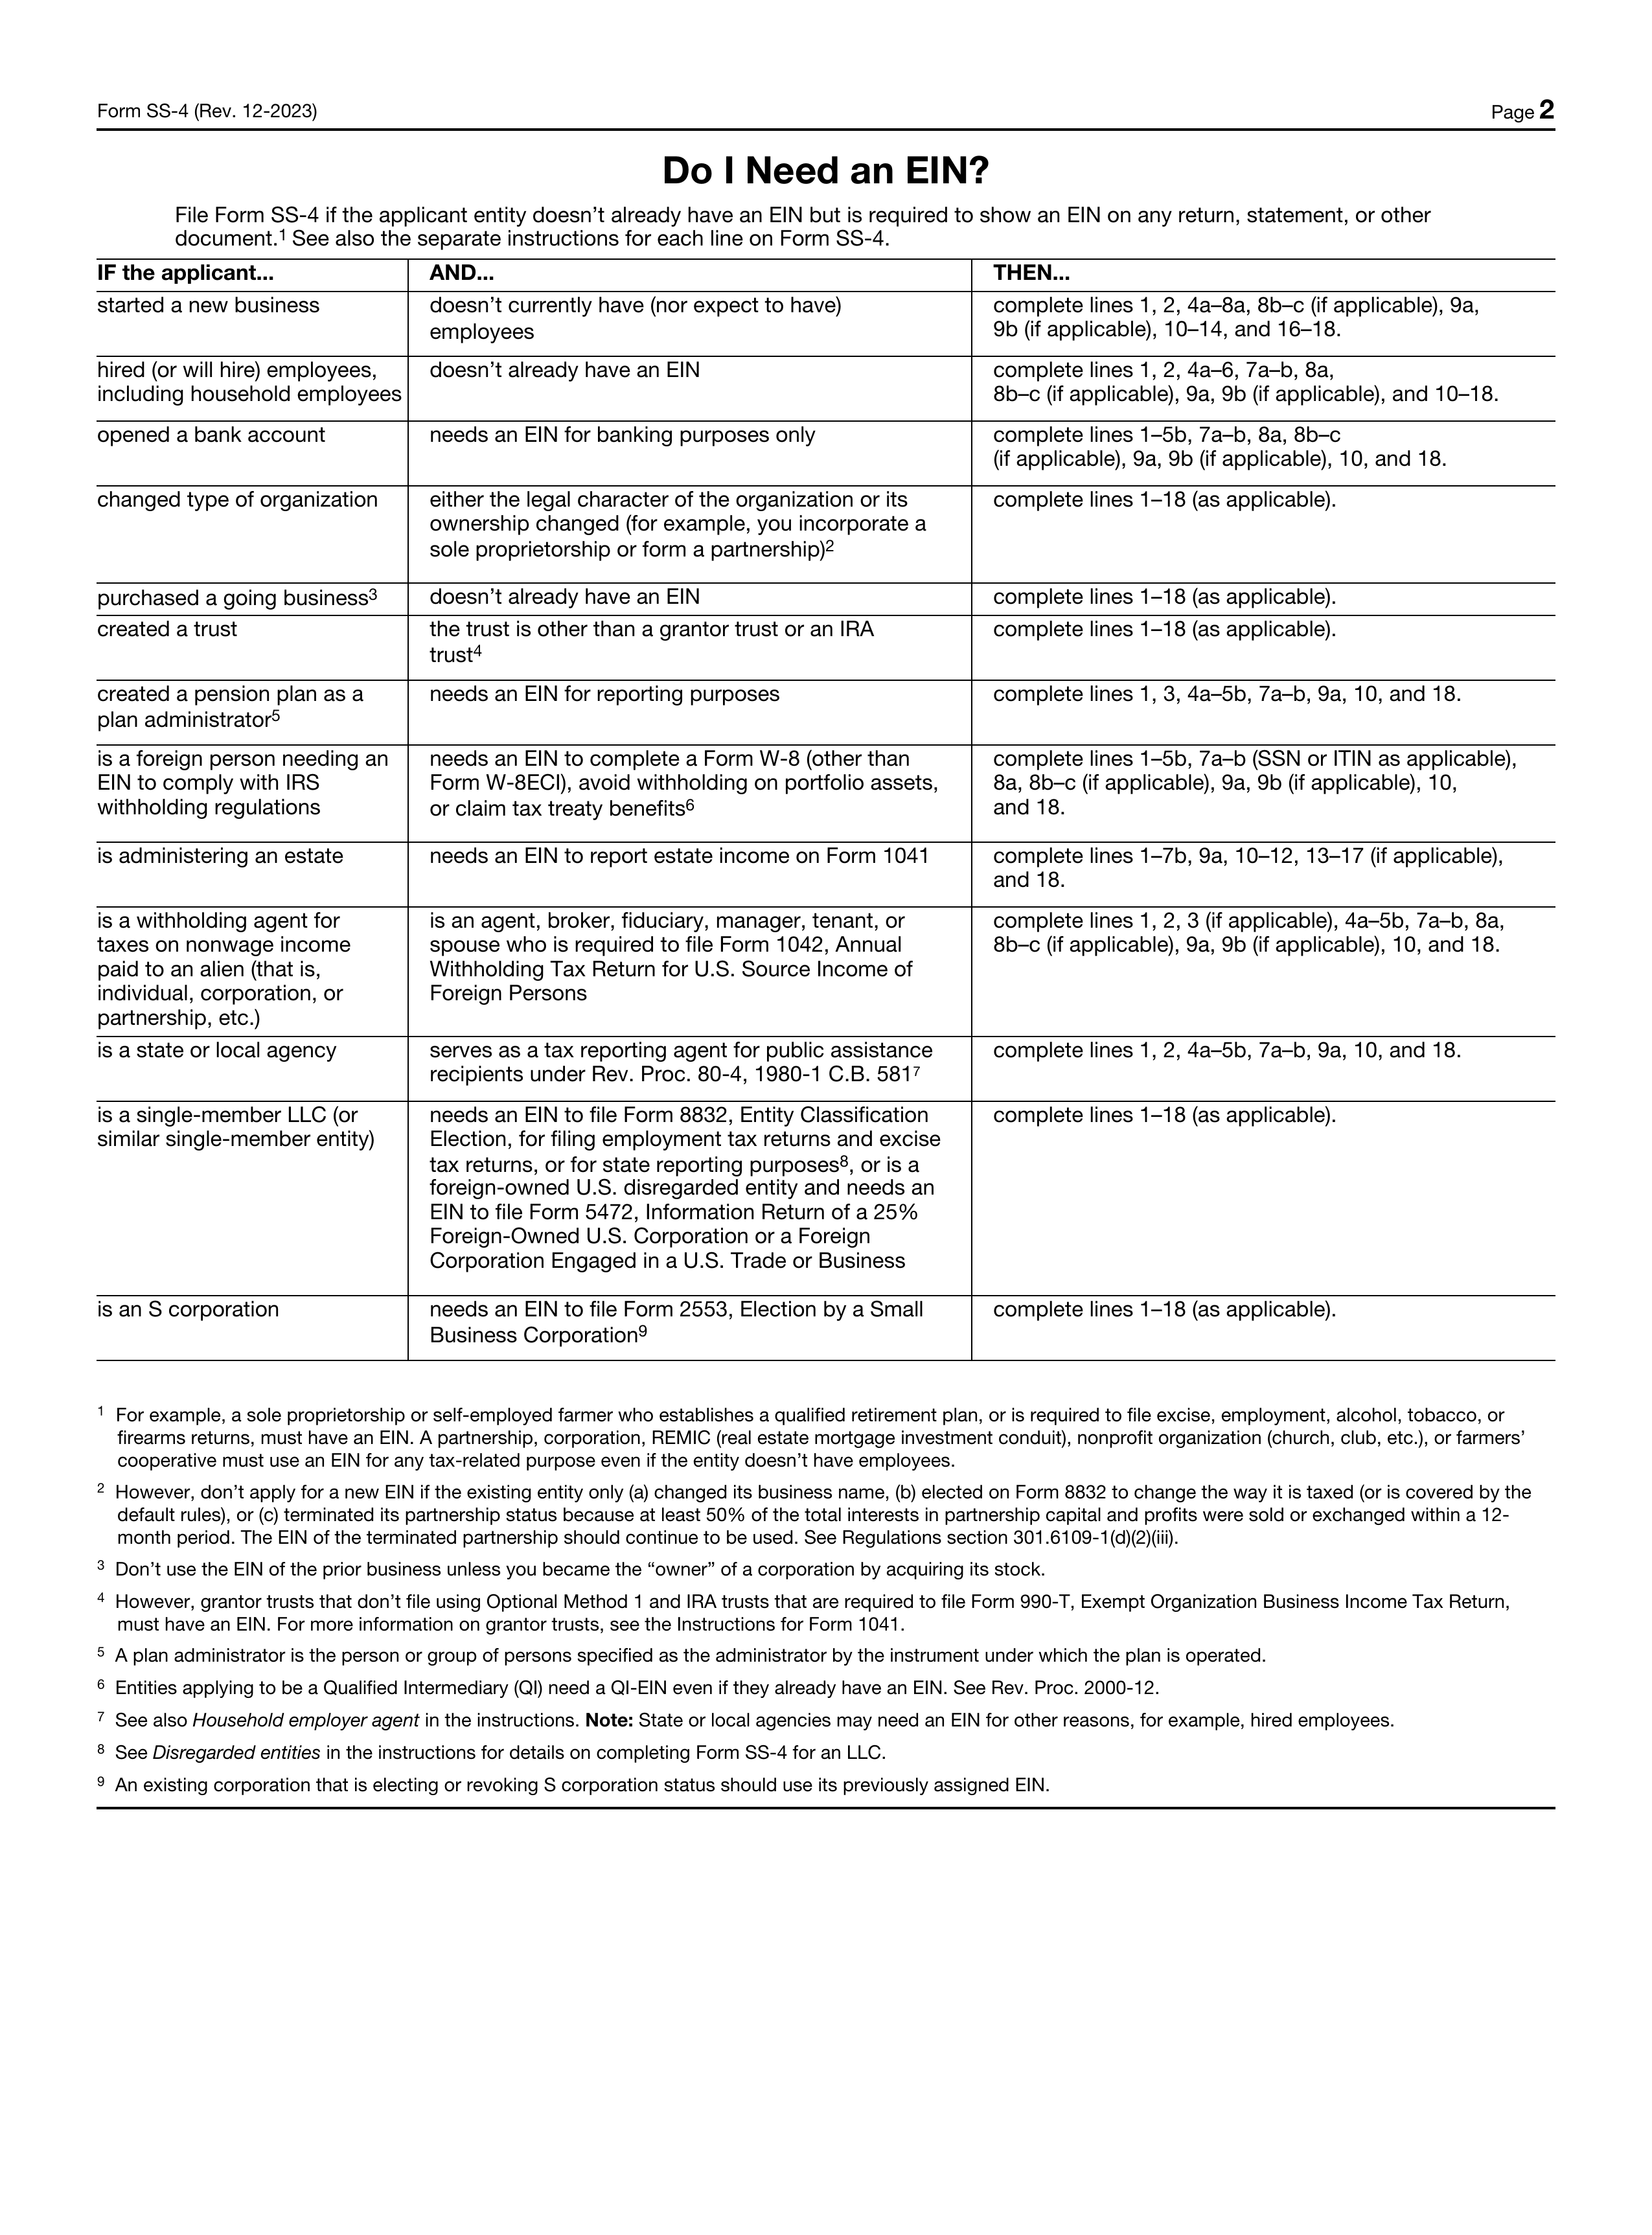 Form SS-4 (Rev. 12-2023)
Page 2
Do I Need an EIN?
File Form SS-4 if the applicant entity doesn’t already have an EIN but is required to show an EIN on any return, statement, or other
document.1 See also the separate instructions for each line on Form SS-4.
IF the applicant...
AND...
THEN...
started a new business
doesn’t currently have (nor expect to have)
employees
complete lines 1, 2, 4a–8a, 8b–c (if applicable), 9a,
9b (if applicable), 10–14, and 16–18.
hired (or will hire) employees,
including household employees
doesn’t already have an EIN
complete lines 1, 2, 4a–6, 7a–b, 8a,
8b–c (if applicable), 9a, 9b (if applicable), and 10–18.
opened a bank account
needs an EIN for banking purposes only
complete lines 1–5b, 7a–b, 8a, 8b–c
(if applicable), 9a, 9b (if applicable), 10, and 18.
changed type of organization
either the legal character of the organization or its
ownership changed (for example, you incorporate a
sole proprietorship or form a partnership)2
complete lines 1–18 (as applicable).
purchased a going business3
doesn’t already have an EIN
complete lines 1–18 (as applicable).
created a trust
the trust is other than a grantor trust or an IRA
trust4
complete lines 1–18 (as applicable).
created a pension plan as a
plan administrator5
needs an EIN for reporting purposes
complete lines 1, 3, 4a–5b, 7a–b, 9a, 10, and 18.
is a foreign person needing an
EIN to comply with IRS
withholding regulations
needs an EIN to complete a Form W-8 (other than
Form W-8ECI), avoid withholding on portfolio assets,
or claim tax treaty benefits6
complete lines 1–5b, 7a–b (SSN or ITIN as applicable),
8a, 8b–c (if applicable), 9a, 9b (if applicable), 10,
and 18.
is administering an estate
needs an EIN to report estate income on Form 1041
complete lines 1–7b, 9a, 10–12, 13–17 (if applicable),
and 18.
is a withholding agent for
taxes on nonwage income
paid to an alien (that is,
individual, corporation, or
partnership, etc.)
is an agent, broker, fiduciary, manager, tenant, or
spouse who is required to file Form 1042, Annual
Withholding Tax Return for U.S. Source Income of
Foreign Persons
complete lines 1, 2, 3 (if applicable), 4a–5b, 7a–b, 8a,
8b–c (if applicable), 9a, 9b (if applicable), 10, and 18.
is a state or local agency
serves as a tax reporting agent for public assistance
recipients under Rev. Proc. 80-4, 1980-1 C.B. 5817
complete lines 1, 2, 4a–5b, 7a–b, 9a, 10, and 18.
is a single-member LLC (or
similar single-member entity)
needs an EIN to file Form 8832, Entity Classification
Election, for filing employment tax returns and excise
tax returns, or for state reporting purposes8, or is a
foreign-owned U.S. disregarded entity and needs an
EIN to file Form 5472, Information Return of a 25%
Foreign-Owned U.S. Corporation or a Foreign
Corporation Engaged in a U.S. Trade or Business
complete lines 1–18 (as applicable).
is an S corporation
needs an EIN to file Form 2553, Election by a Small
Business Corporation9
complete lines 1–18 (as applicable).
1 For example, a sole proprietorship or self-employed farmer who establishes a qualified retirement plan, or is required to file excise, employment, alcohol, tobacco, or
firearms returns, must have an EIN. A partnership, corporation, REMIC (real estate mortgage investment conduit), nonprofit organization (church, club, etc.), or farmers’
cooperative must use an EIN for any tax-related purpose even if the entity doesn’t have employees.
2 However, don’t apply for a new EIN if the existing entity only (a) changed its business name, (b) elected on Form 8832 to change the way it is taxed (or is covered by the
default rules), or (c) terminated its partnership status because at least 50% of the total interests in partnership capital and profits were sold or exchanged within a 12-
month period. The EIN of the terminated partnership should continue to be used. See Regulations section 301.6109-1(d)(2)(iii).
3 Don’t use the EIN of the prior business unless you became the “owner” of a corporation by acquiring its stock.
4 However, grantor trusts that don’t file using Optional Method 1 and IRA trusts that are required to file Form 990-T, Exempt Organization Business Income Tax Return,
must have an EIN. For more information on grantor trusts, see the Instructions for Form 1041.
5 A plan administrator is the person or group of persons specified as the administrator by the instrument under which the plan is operated.
6 Entities applying to be a Qualified Intermediary (QI) need a QI-EIN even if they already have an EIN. See Rev. Proc. 2000-12.
7 See also Household employer agent in the instructions. Note: State or local agencies may need an EIN for other reasons, for example, hired employees.
8 See Disregarded entities in the instructions for details on completing Form SS-4 for an LLC.
9 An existing corporation that is electing or revoking S corporation status should use its previously assigned EIN.